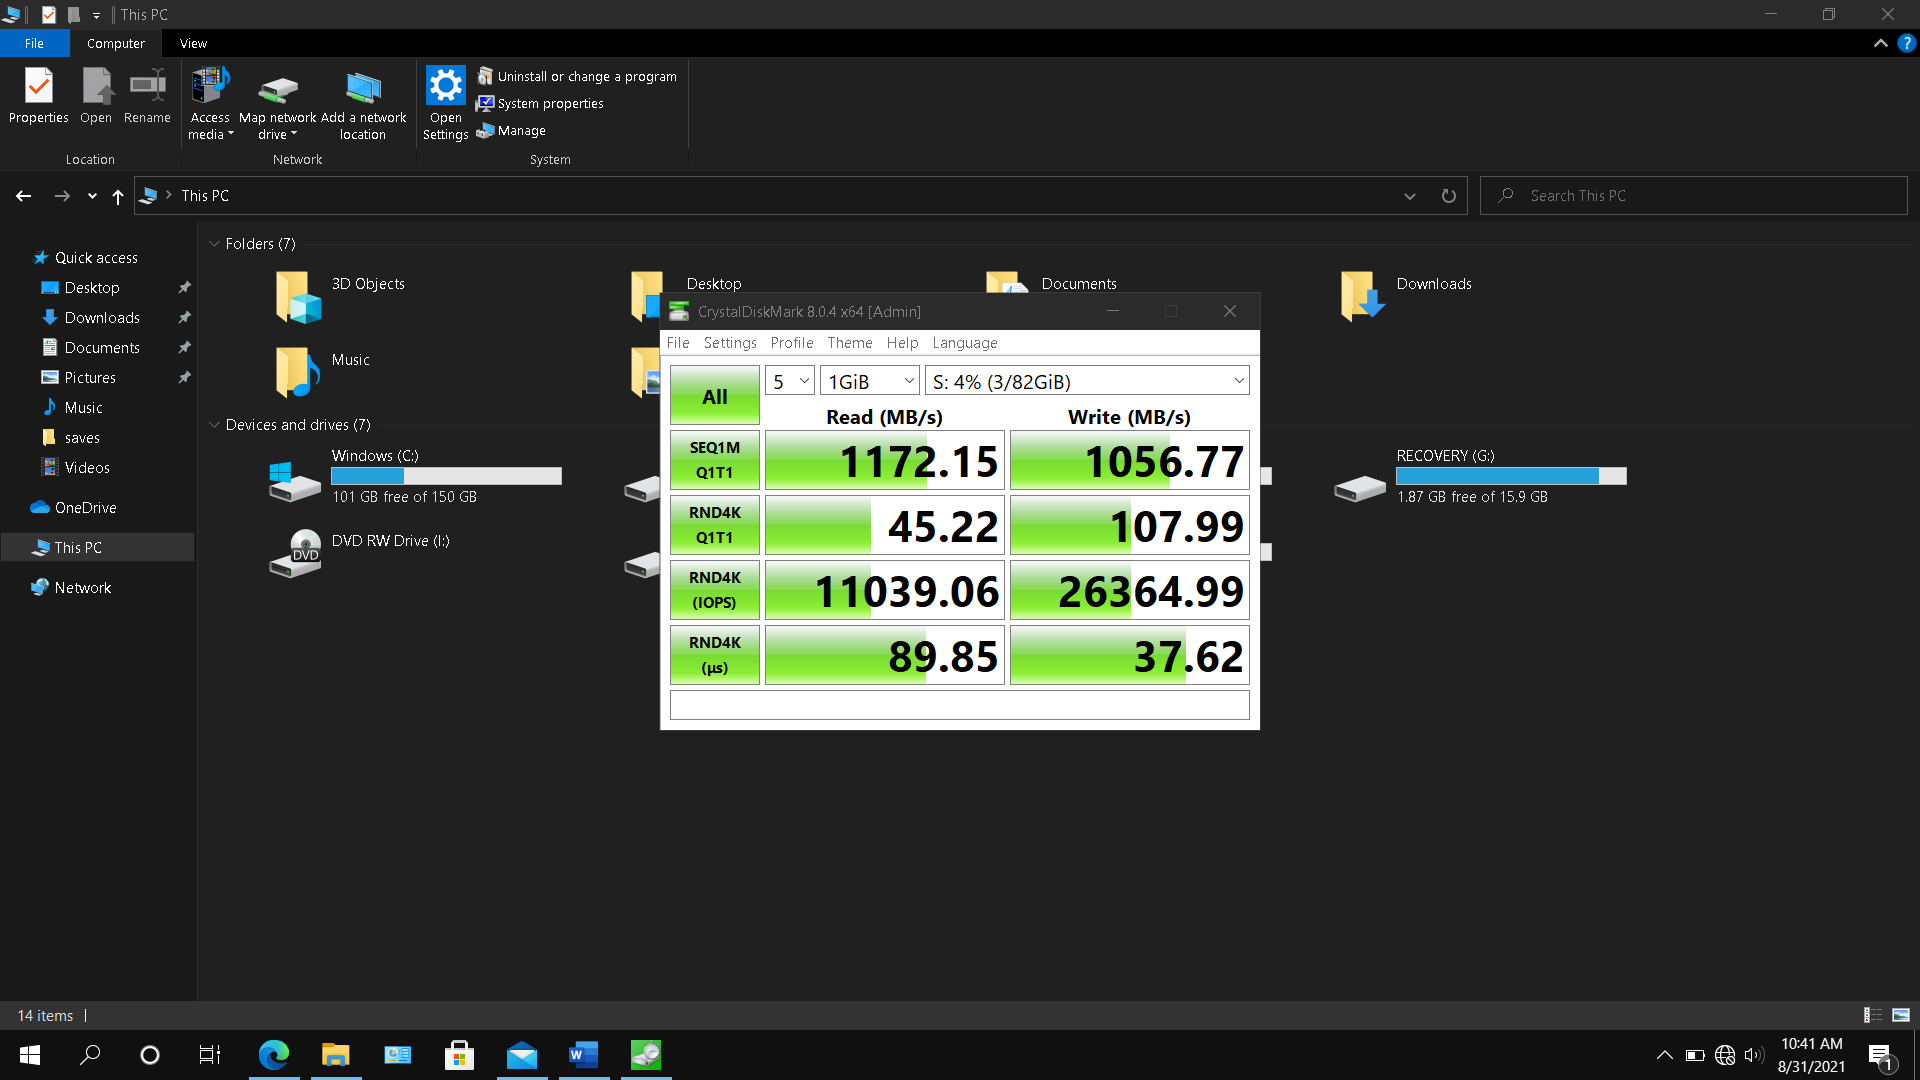 This PC
File
Computer
View
Properties
Open
Rename
Access media
Map network drive
Add a network location
Open Settings
Uninstall or change a program
System properties
Manage
Location
Network
System
This PC
Search This PC
Quick access
Desktop
Downloads
Documents
Pictures
Music
saves
Videos
OneDrive
This PC
Network
Folders (7)
3D Objects
Desktop
Documents
Downloads
Music
Devices and drives (7)
Windows (C:)
101 GB free of 150 GB
RECOVERY (G:)
1.87 GB free of 15.9 GB
DVD
DVD RW Drive (I:)
CrystalDiskMark 8.0.4 x64 [Admin]
File Settings Profile Theme Help Language
All
5
1GiB
S: 4% (3/82GiB)
Read (MB/s) Write (MB/s)
SEQ1M
Q1T1
1172.15 1056.77
RND4K
Q1T1
45.22 107.99
RND4K
(IOPS)
11039.06 26364.99
RND4K
(μs)
89.85 37.62
14 items
W
10:41 AM
8/31/2021
1